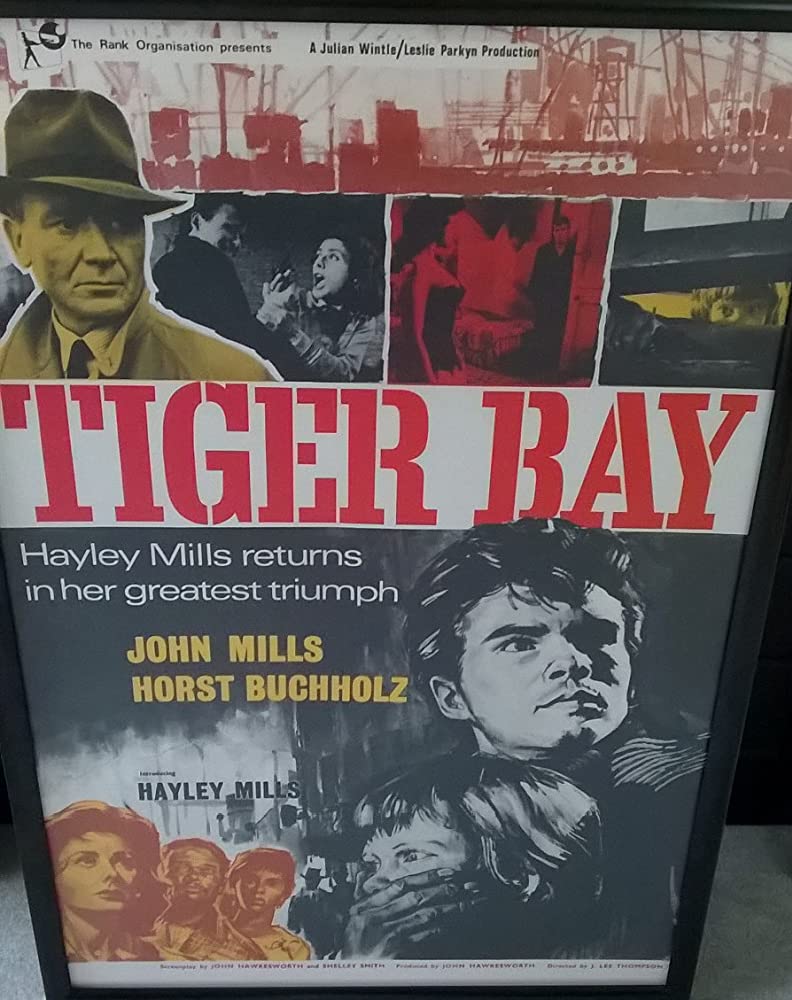 The Rank Organisation presents
A Julian Wintle/Leslie Parkyn Production
TIGER BAY
Hayley Mills returns
in her greatest triumph
JOHN MILLS
HORST BUCHHOLZ
Introducing
HAYLEY MILLS
Screenplay by JOHN HAWKESWORTH and SHELLEY SMITH Produced by JOHN HAWKESWORTH Directed by J. LEE THOMPSON